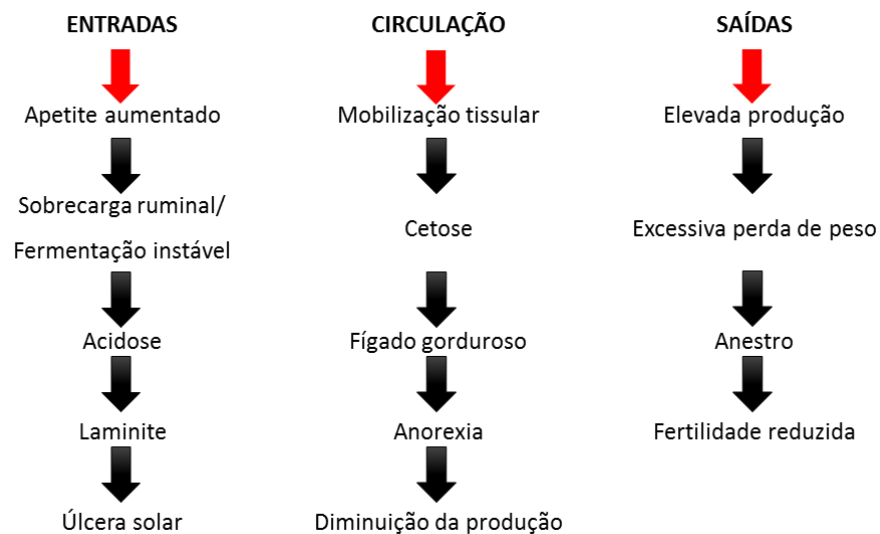 ENTRADAS
Apetite aumentado
Sobrecarga ruminal/
Fermentação instável
Acidose
Laminite
Úlcera solar
CIRCULAÇÃO
Mobilização tissular
Cetose
Fígado gorduroso
Anorexia
Diminuição da produção
SAÍDAS
Elevada produção
Excessiva perda de peso
Anestro
Fertilidade reduzida